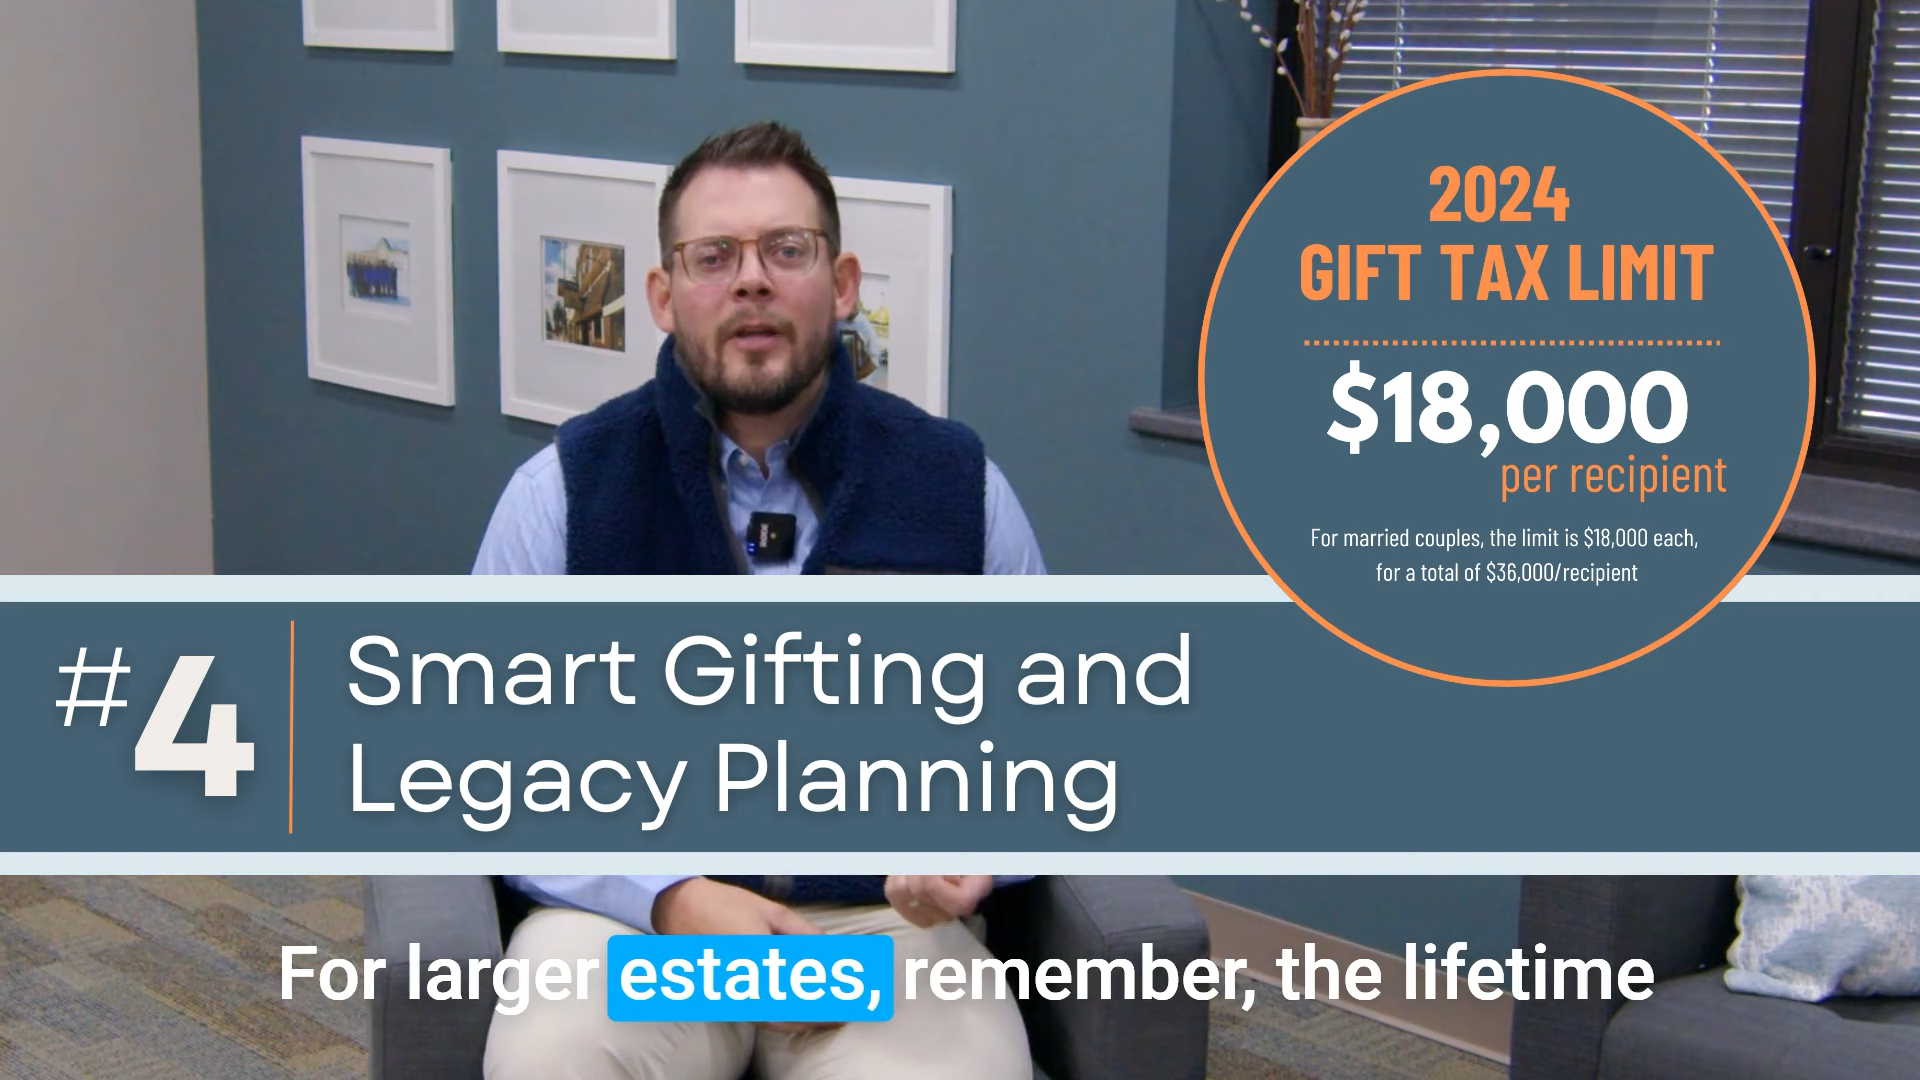 2024
GIFT TAX LIMIT
$18,000
per recipient
For married couples, the limit is $18,000 each,
for a total of $36,000/recipient
#4
Smart Gifting and
Legacy Planning
For larger estates, remember, the lifetime